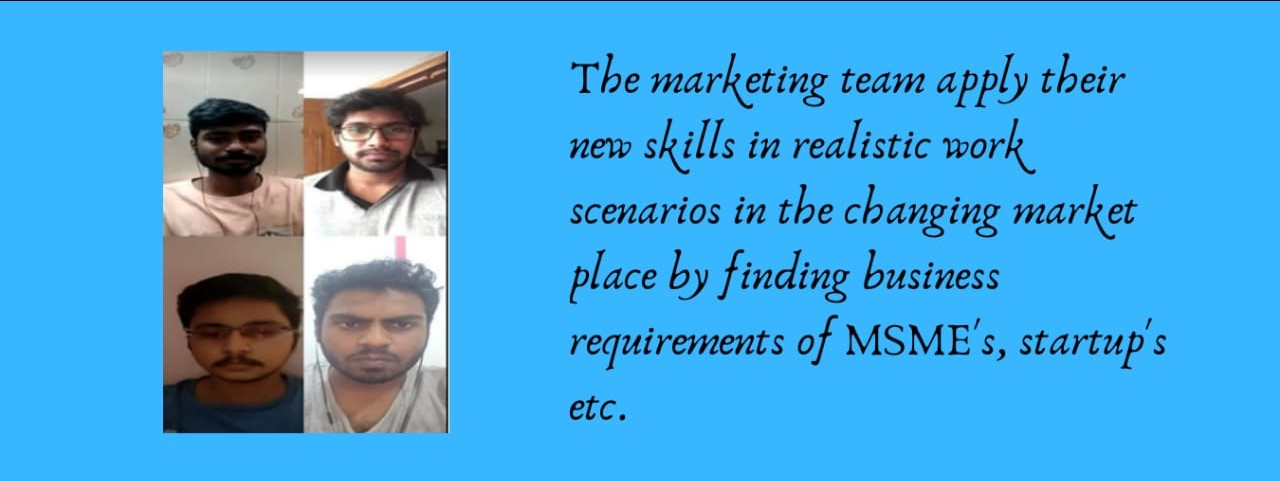 The marketing team apply their
new skills in realistic work
scenarios in the changing market
place by finding business
requirements of MSME's, startup's
etc.